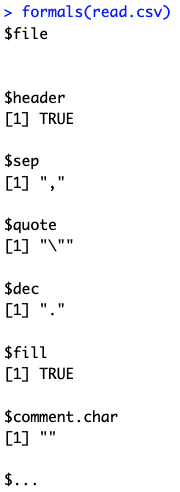 > formals(read.csv)
$file
$header
[1] TRUE
$sep
[1] ","
$quote
[1] "\""
$dec
[1] "."
$fill
[1] TRUE
$comment.char
[1] ""
$...